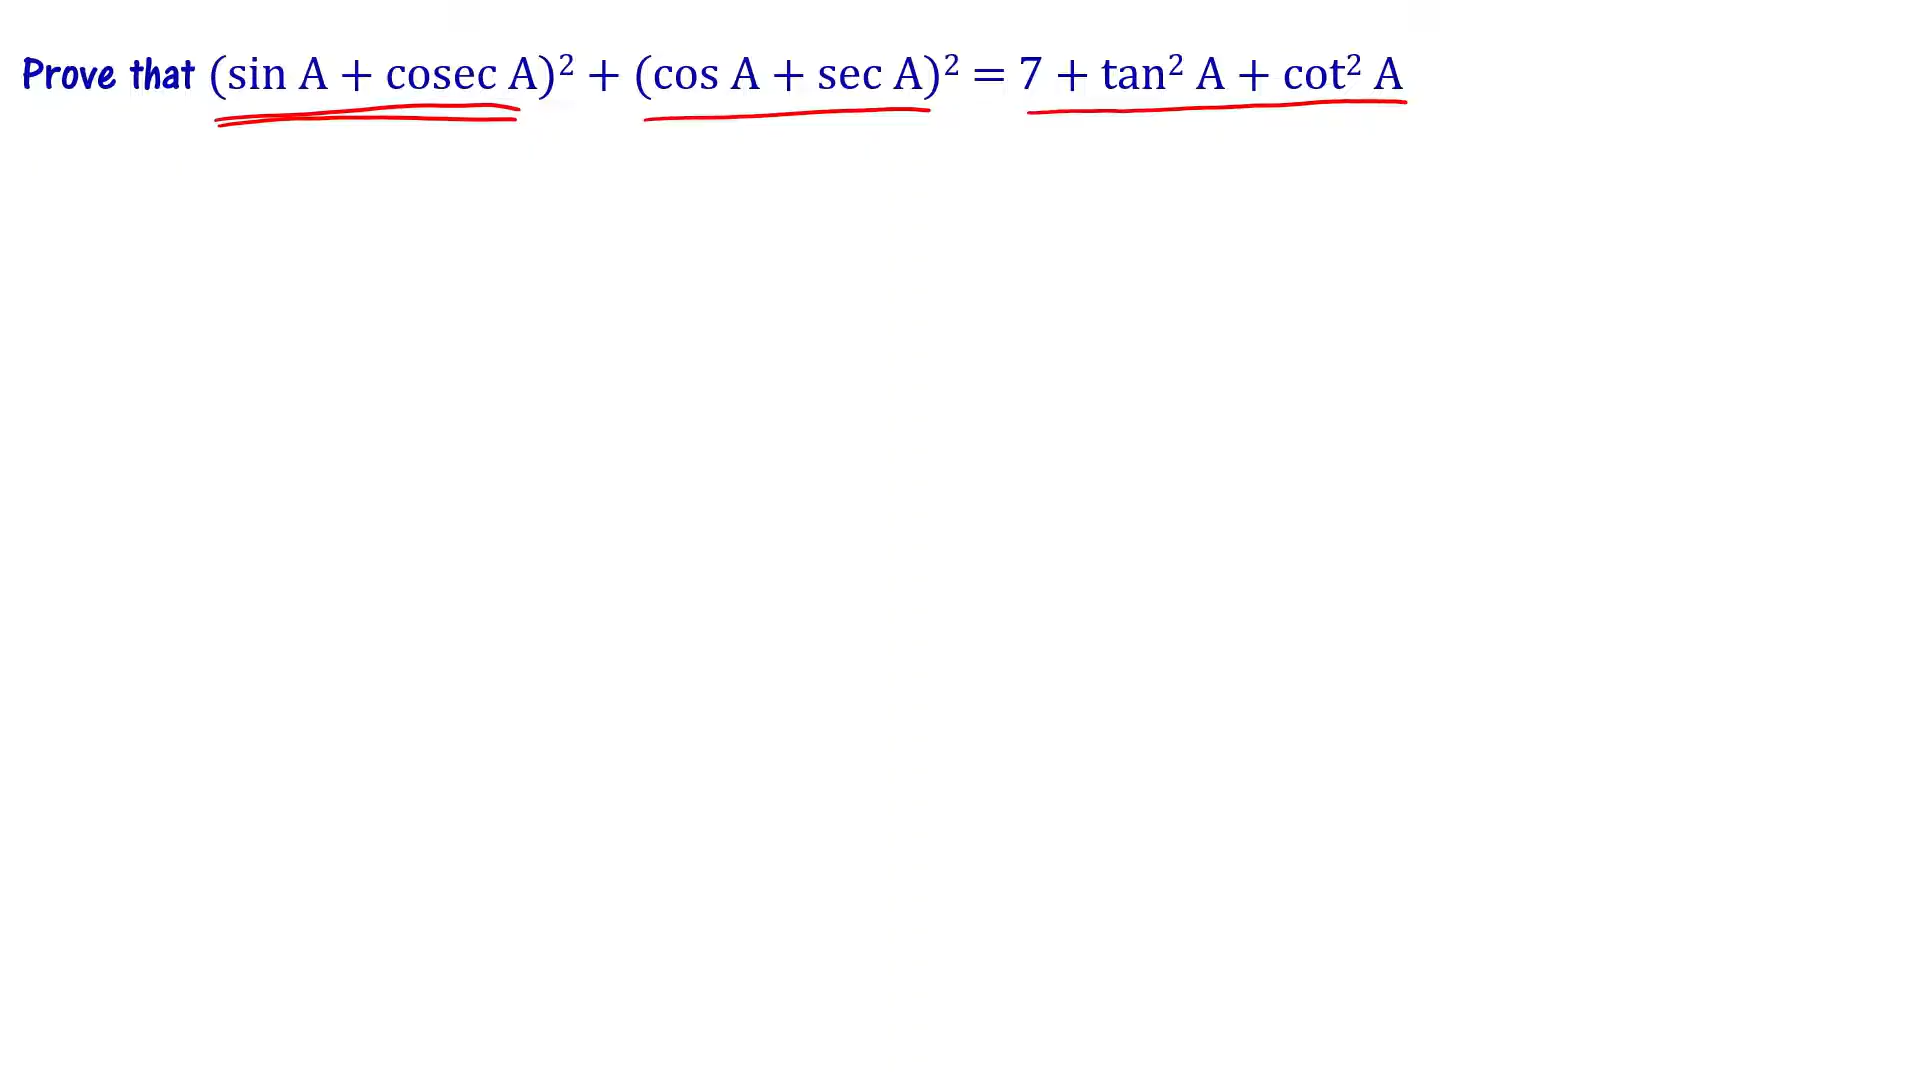 Prove that (sin A + cosec A)² + (cos A + sec A)² = 7 + tan² A + cot² A